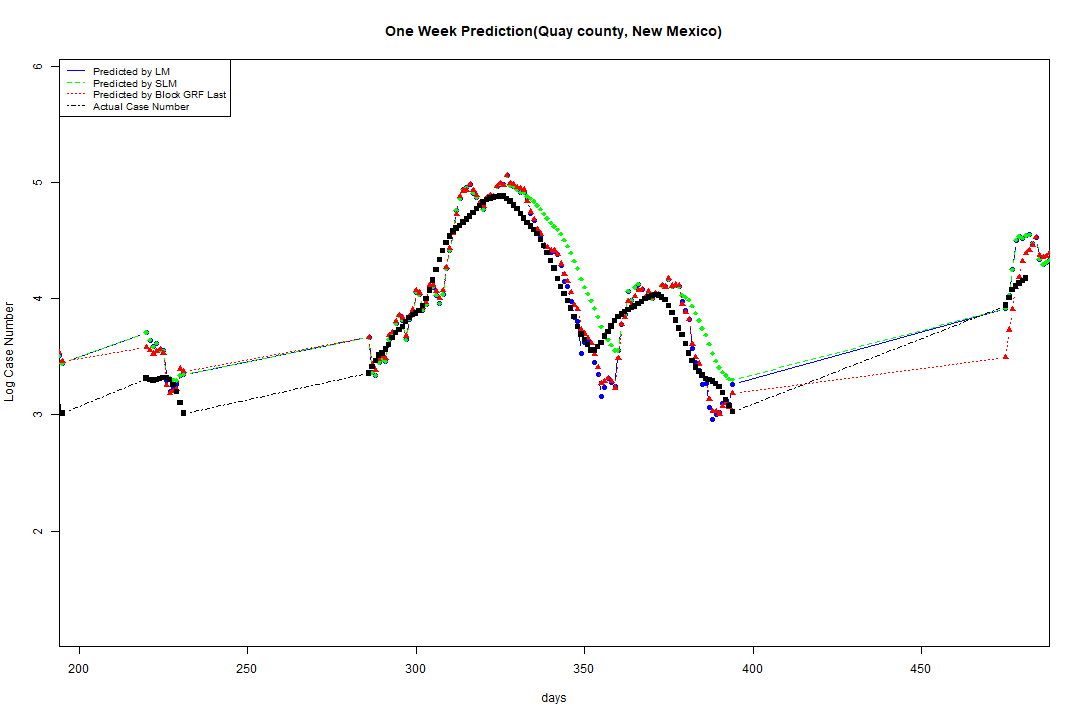 One Week Prediction(Quay county, New Mexico)
Predicted by LM
Predicted by SLM
Predicted by Block GRF Last
Actual Case Number
Log Case Number
6
5
4
3
2
200 250 300 350 400 450
days